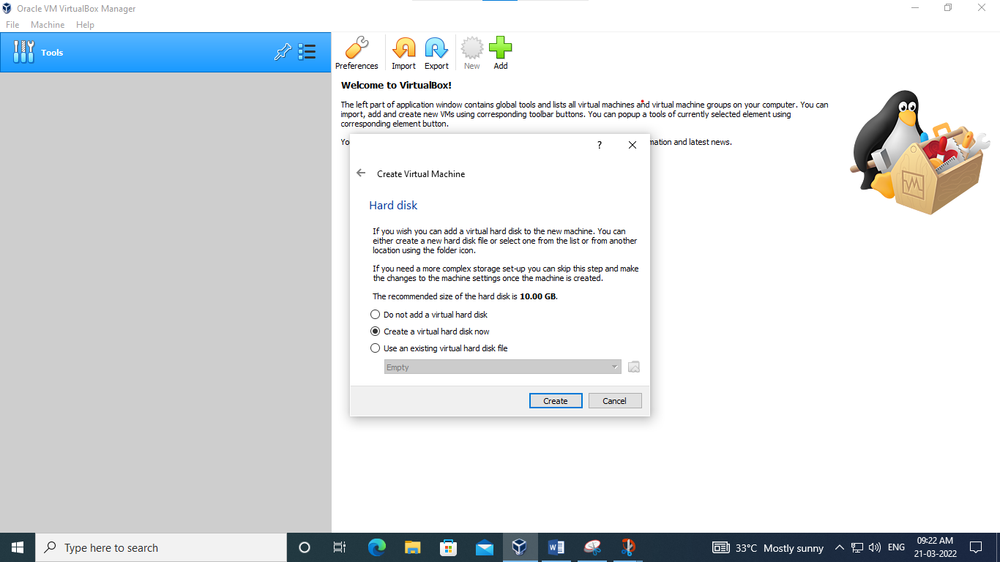 Oracle VM VirtualBox Manager
File Machine Help
Tools
Preferences Import Export New Add
Welcome to VirtualBox!
The left part of application window contains global tools and lists all virtual machines and virtual machine groups on your computer. You can
import, add and create new VMs using corresponding toolbar buttons. You can popup a tools of currently selected element using
corresponding element button.
Yo
mation and latest news.
?
Create Virtual Machine
Hard disk
If you wish you can add a virtual hard disk to the new machine. You can
either create a new hard disk file or select one from the list or from another
location using the folder icon.
If you need a more complex storage set-up you can skip this step and make
the changes to the machine settings once the machine is created.
The recommended size of the hard disk is 10.00 GB.
Do not add a virtual hard disk
Create a virtual hard disk now
Use an existing virtual hard disk file
Empty
Create Cancel
Type here to search
33°C Mostly sunny
ENG
09:22 AM
21-03-2022